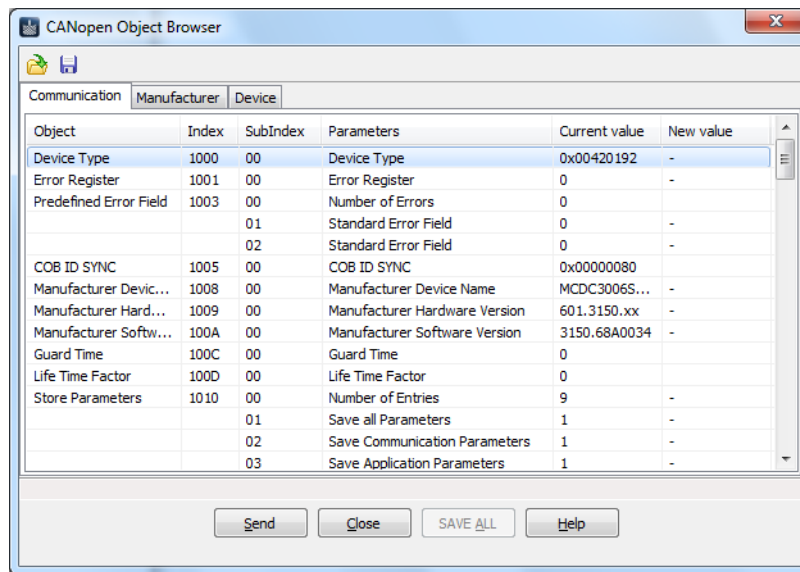 CANopen Object Browser
Communication Manufacturer Device
Object Index SubIndex Parameters Current value New value
Device Type 1000 00 Device Type 0x00420192 -
Error Register 1001 00 Error Register 0 -
Predefined Error Field 1003 00 Number of Errors 0
01 Standard Error Field 0 -
02 Standard Error Field 0 -
COB ID SYNC 1005 00 COB ID SYNC 0x00000080
Manufacturer Devic... 1008 00 Manufacturer Device Name MCDC3006S... -
Manufacturer Hard... 1009 00 Manufacturer Hardware Version 601.3150.xx -
Manufacturer Softw... 100A 00 Manufacturer Software Version 3150.68A0034 -
Guard Time 100C 00 Guard Time 0
Life Time Factor 100D 00 Life Time Factor 0
Store Parameters 1010 00 Number of Entries 9 -
01 Save all Parameters 1 -
02 Save Communication Parameters 1 -
03 Save Application Parameters 1 -
Send Close SAVE ALL Help